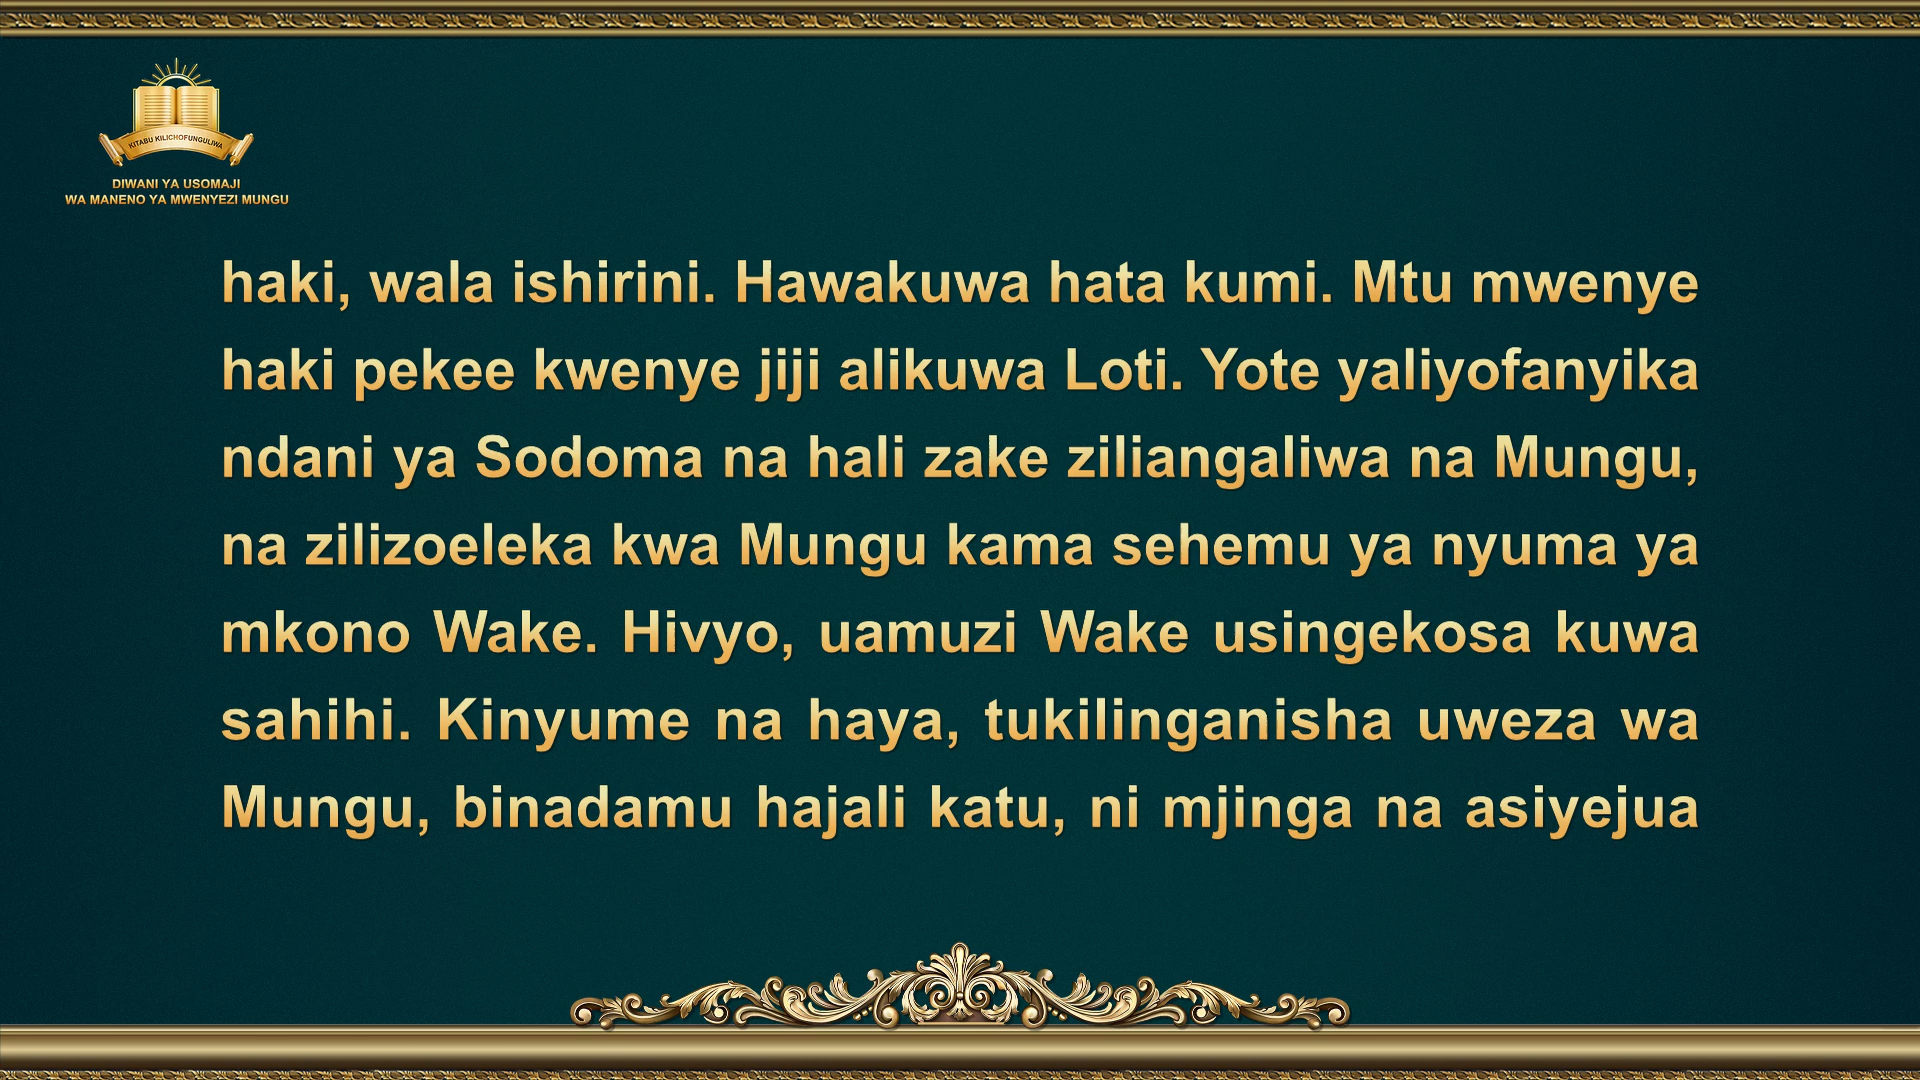 KITABU KILICHOFUNGULIWA
DIWANI YA USOMAJI
WA MANENO YA MWENYEZI MUNGU
haki, wala ishirini. Hawakuwa hata kumi. Mtu mwenye
haki pekee kwenye jiji alikuwa Loti. Yote yaliyofanyika
ndani ya Sodoma na hali zake ziliangaliwa na Mungu,
na zilizoeleka kwa Mungu kama sehemu ya nyuma ya
mkono Wake. Hivyo, uamuzi Wake usingekosa kuwa
sahihi. Kinyume na haya, tukilinganisha uweza wa
Mungu, binadamu hajali katu, ni mjinga na asiyejua